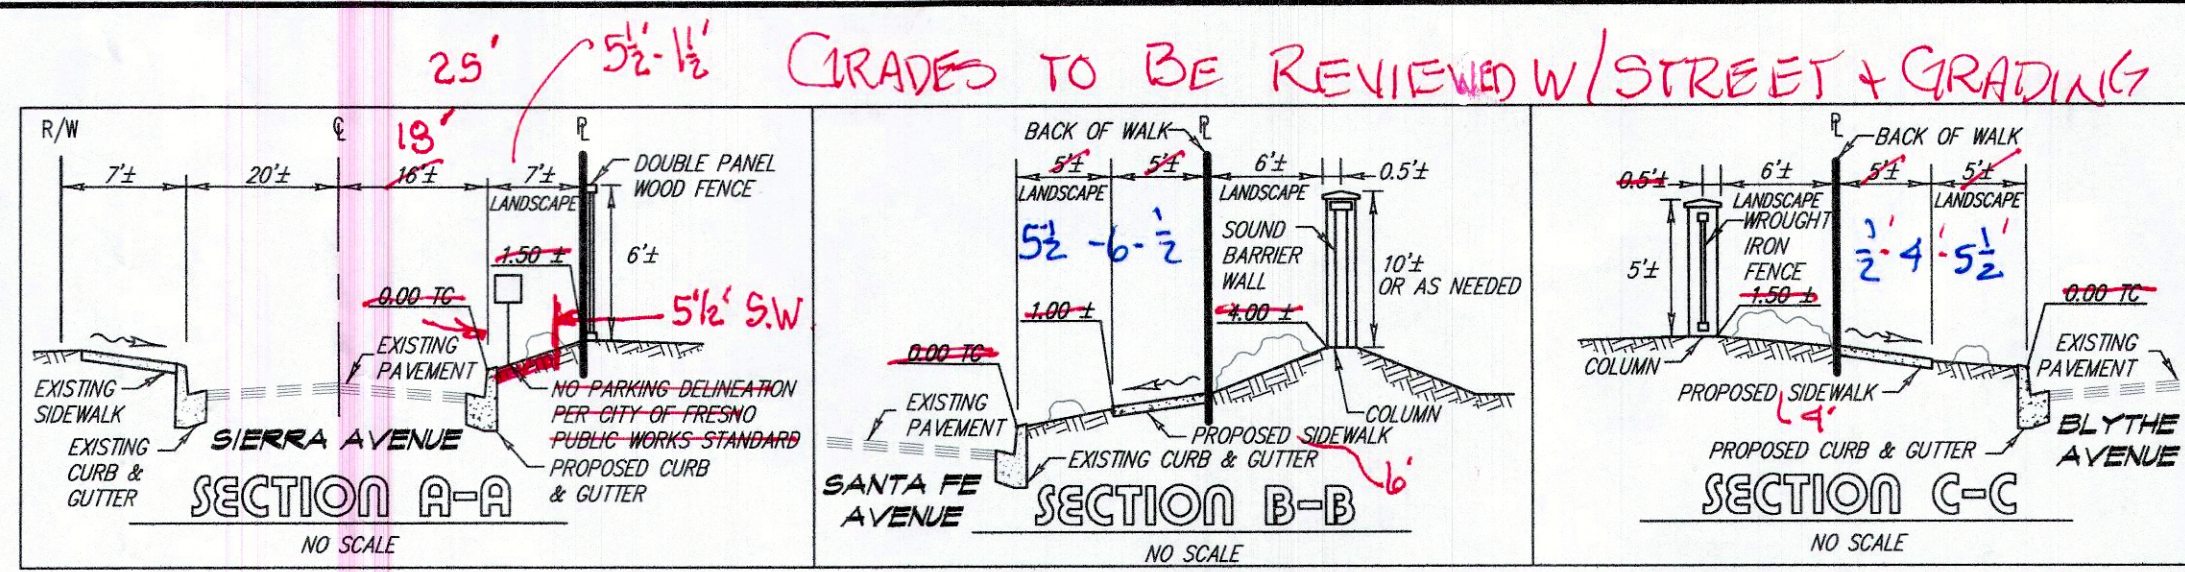 25' 5½'-1½' GRADES TO BE REVIEWED W/STREET + GRADING
R/W
℄
18'
℄
7'±
20'±
16'±
7'±
LANDSCAPE
DOUBLE PANEL
WOOD FENCE
1.50 ±
6'±
0.00 TC
5½' S.W.
EXISTING
PAVEMENT
EXISTING
SIDEWALK
EXISTING
CURB &
GUTTER
NO PARKING DELINEATION
PER CITY OF FRESNO
PUBLIC WORKS STANDARD
PROPOSED CURB
& GUTTER
SIERRA AVENUE
SECTION A-A
NO SCALE
BACK OF WALK
PL
5'±
5'±
6'±
0.5'±
LANDSCAPE
LANDSCAPE
5½ -6- ½
SOUND
BARRIER
WALL
10'±
OR AS NEEDED
1.00 ±
4.00 ±
0.00 TC
EXISTING
PAVEMENT
COLUMN
PROPOSED SIDEWALK
6'
EXISTING CURB & GUTTER
SANTA FE
AVENUE
SECTION B-B
NO SCALE
PL
BACK OF WALK
0.5'±
6'±
5'±
5'±
LANDSCAPE
LANDSCAPE
WROUGHT
IRON
FENCE
½'-4'-5½'
5'±
1.50 ±
0.00 TC
EXISTING
PAVEMENT
COLUMN
PROPOSED SIDEWALK
4'
PROPOSED CURB & GUTTER
BLYTHE
AVENUE
SECTION C-C
NO SCALE